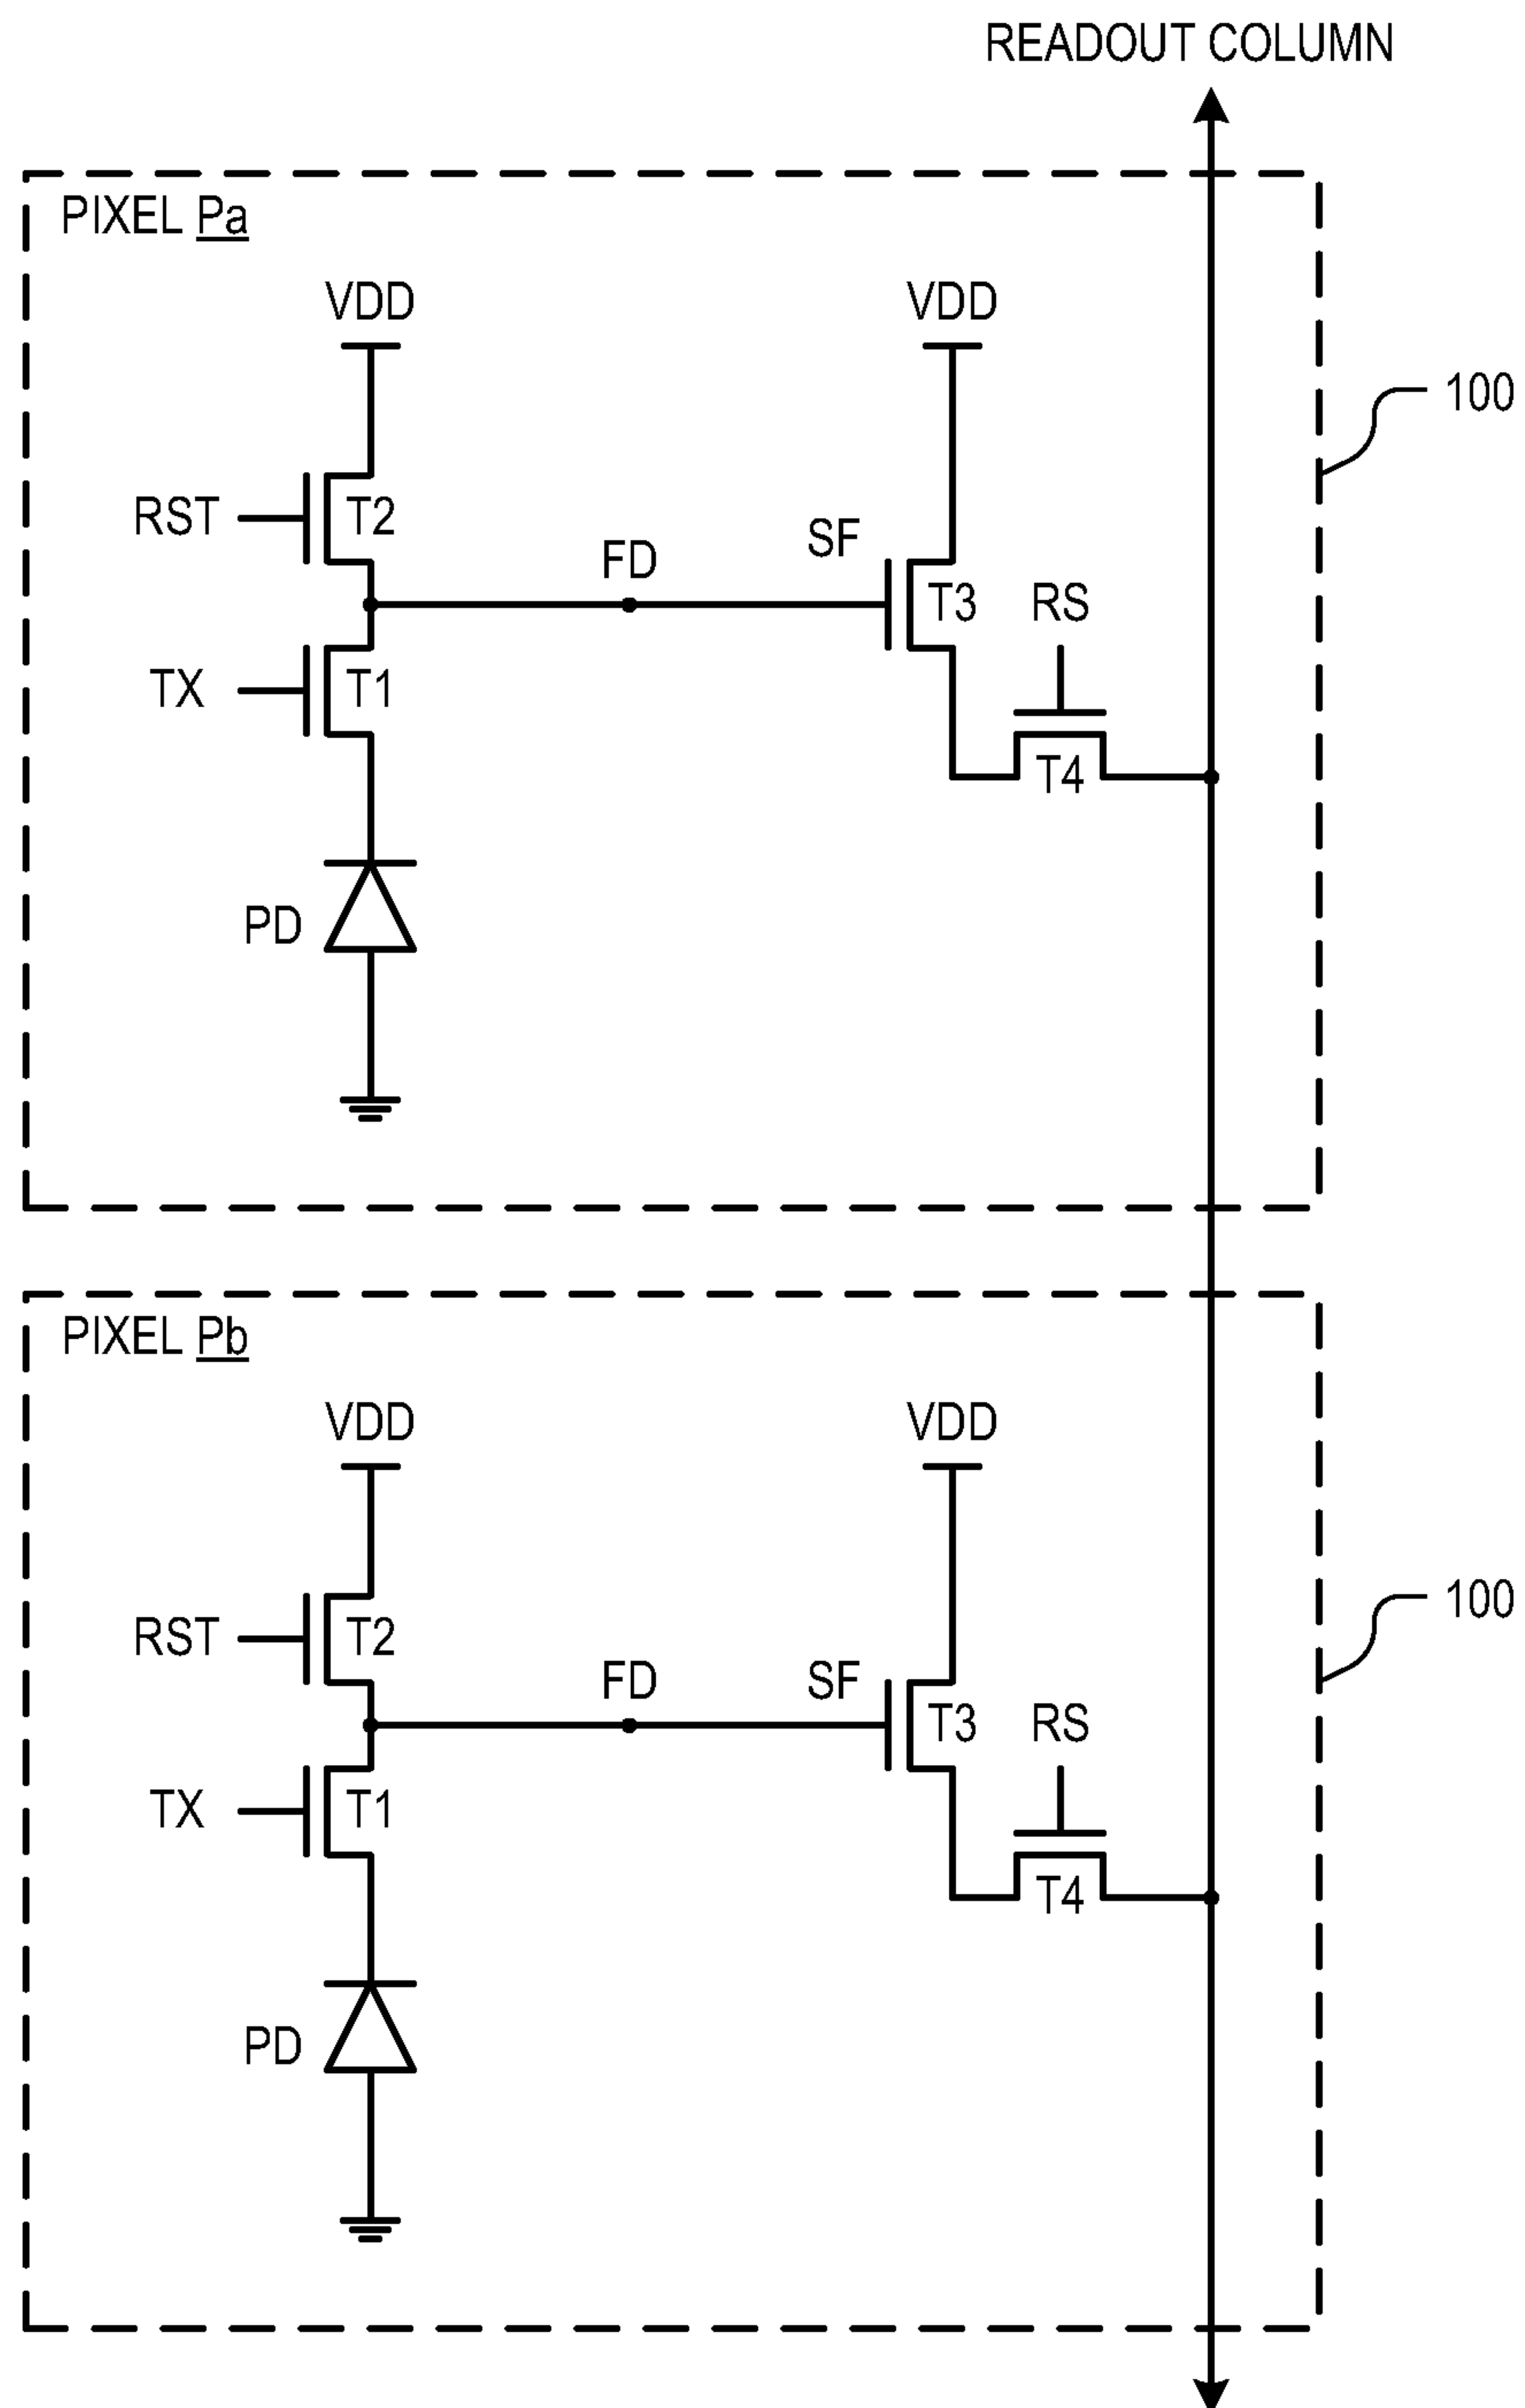 READOUT COLUMN
PIXEL Pa
VDD
VDD
100
RST
T2
FD
SF
T3
RS
TX
T1
T4
PD
PIXEL Pb
VDD
VDD
100
RST
T2
FD
SF
T3
RS
TX
T1
T4
PD